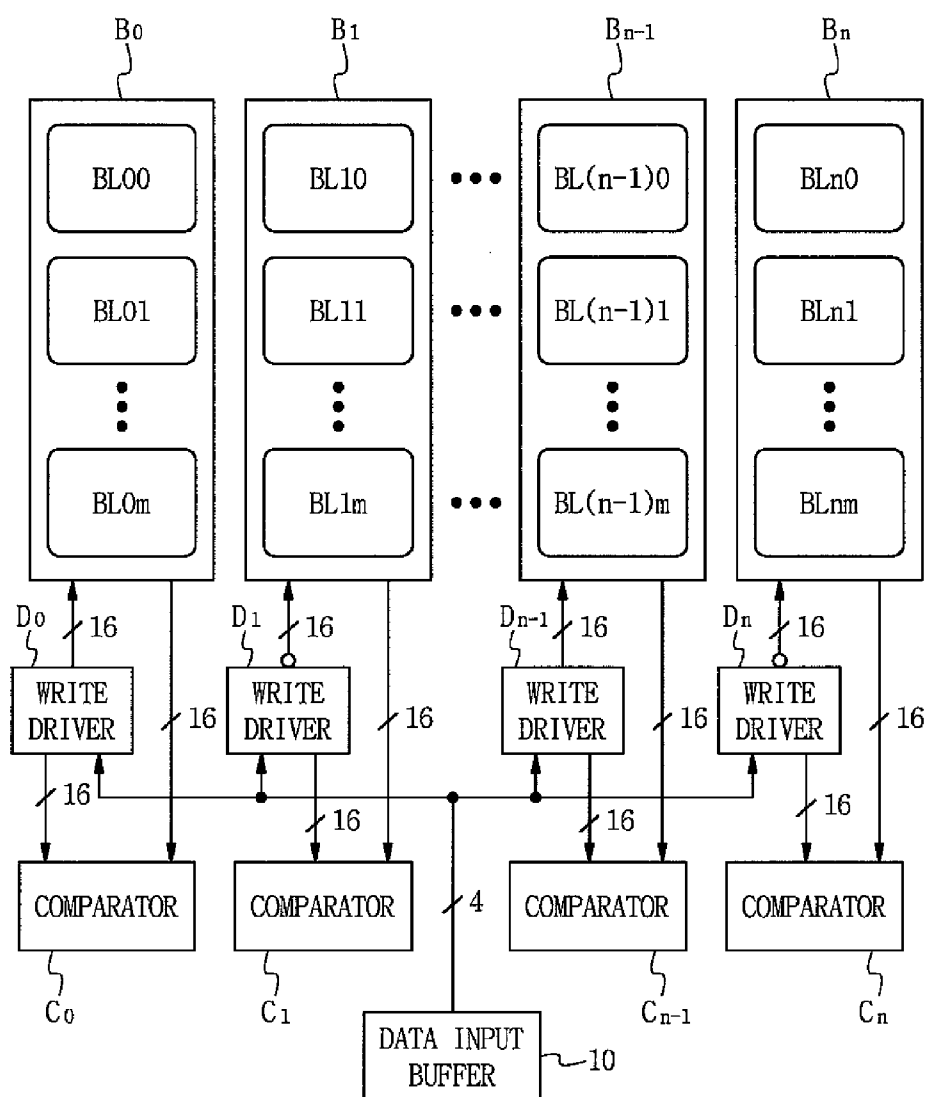 B0 B1 Bn-1 Bn
BL00 BL10 BL(n-1)0 BLn0
BL01 BL11 BL(n-1)1 BLn1
BL0m BL1m BL(n-1)m BLnm
D0 16 D1 16 Dn-1 16 Dn 16
WRITE DRIVER
16
WRITE DRIVER
16
WRITE DRIVER
16
WRITE DRIVER
16
16 16 16 16
COMPARATOR COMPARATOR COMPARATOR COMPARATOR
4
C0 C1 Cn-1 Cn
DATA INPUT
BUFFER
10